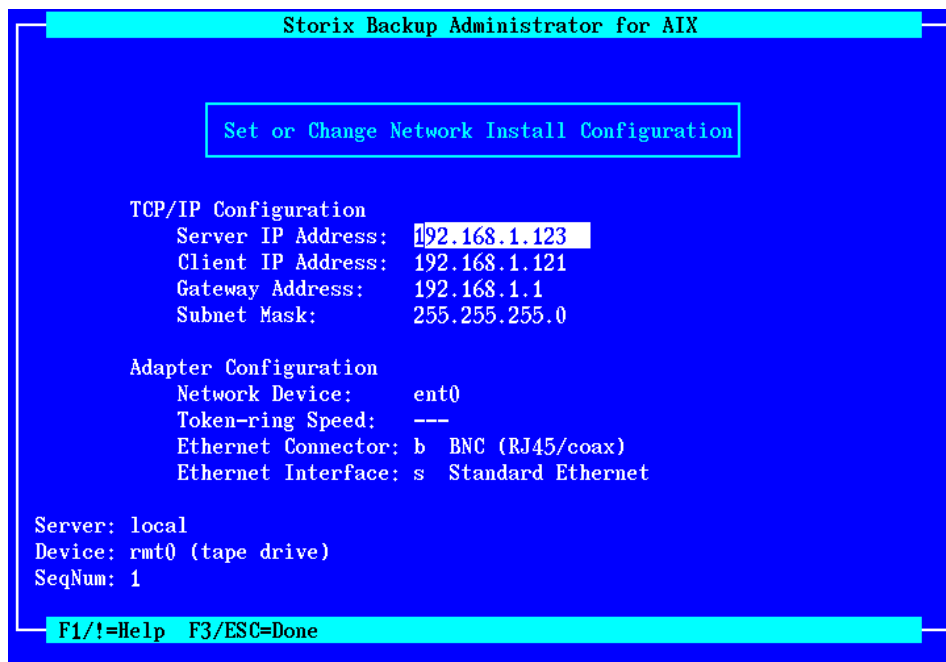 Storix Backup Administrator for AIX
Set or Change Network Install Configuration
TCP/IP Configuration
Server IP Address: 192.168.1.123
Client IP Address: 192.168.1.121
Gateway Address: 192.168.1.1
Subnet Mask: 255.255.255.0
Adapter Configuration
Network Device: ent0
Token-ring Speed: ---
Ethernet Connector: b BNC (RJ45/coax)
Ethernet Interface: s Standard Ethernet
Server: local
Device: rmt0 (tape drive)
SeqNum: 1
F1/!=Help F3/ESC=Done